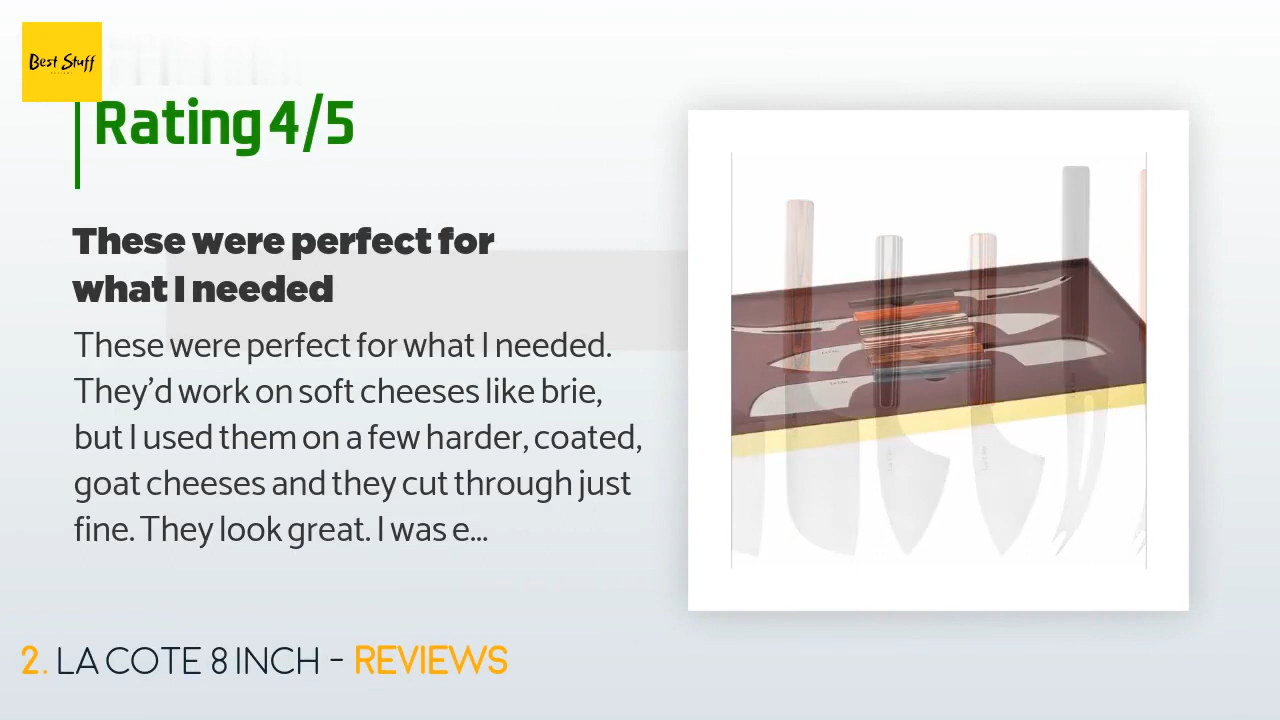 Best Stuff
Rating 4/5
These were perfect for
what I needed
These were perfect for what I needed.
They’d work on soft cheeses like brie,
but I used them on a few harder, coated,
goat cheeses and they cut through just
fine. They look great. I was e...
2. LA COTE 8 INCH - REVIEWS